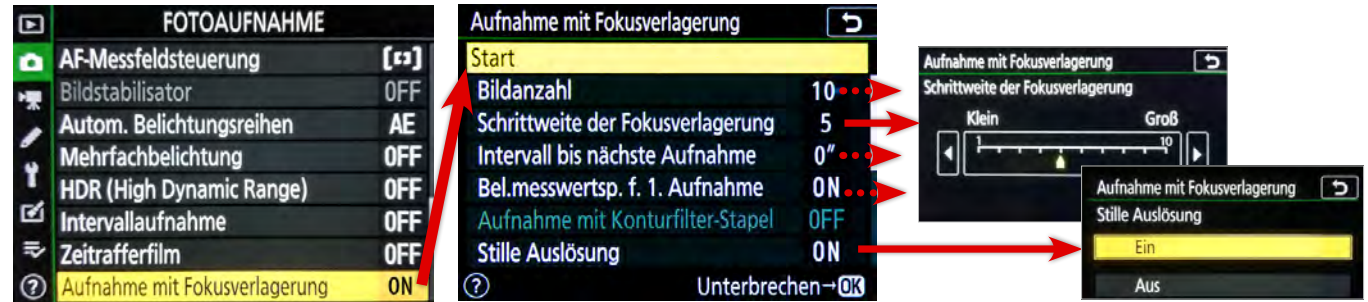 FOTOAUFNAHME
AF-Messfeldsteuerung
Bildstabilisator OFF
Autom. Belichtungsreihen AE
Mehrfachbelichtung OFF
HDR (High Dynamic Range) OFF
Intervallaufnahme OFF
Zeitrafferfilm OFF
Aufnahme mit Fokusverlagerung ON
?
Aufnahme mit Fokusverlagerung
Start
Bildanzahl 10
Schrittweite der Fokusverlagerung 5
Intervall bis nächste Aufnahme 0"
Bel.messwertsp. f. 1. Aufnahme ON
Aufnahme mit Konturfilter-Stapel OFF
Stille Auslösung ON
? Unterbrechen→OK
Aufnahme mit Fokusverlagerung
Schrittweite der Fokusverlagerung
Klein Groß
1 10
Aufnahme mit Fokusverlagerung
Stille Auslösung
Ein
Aus